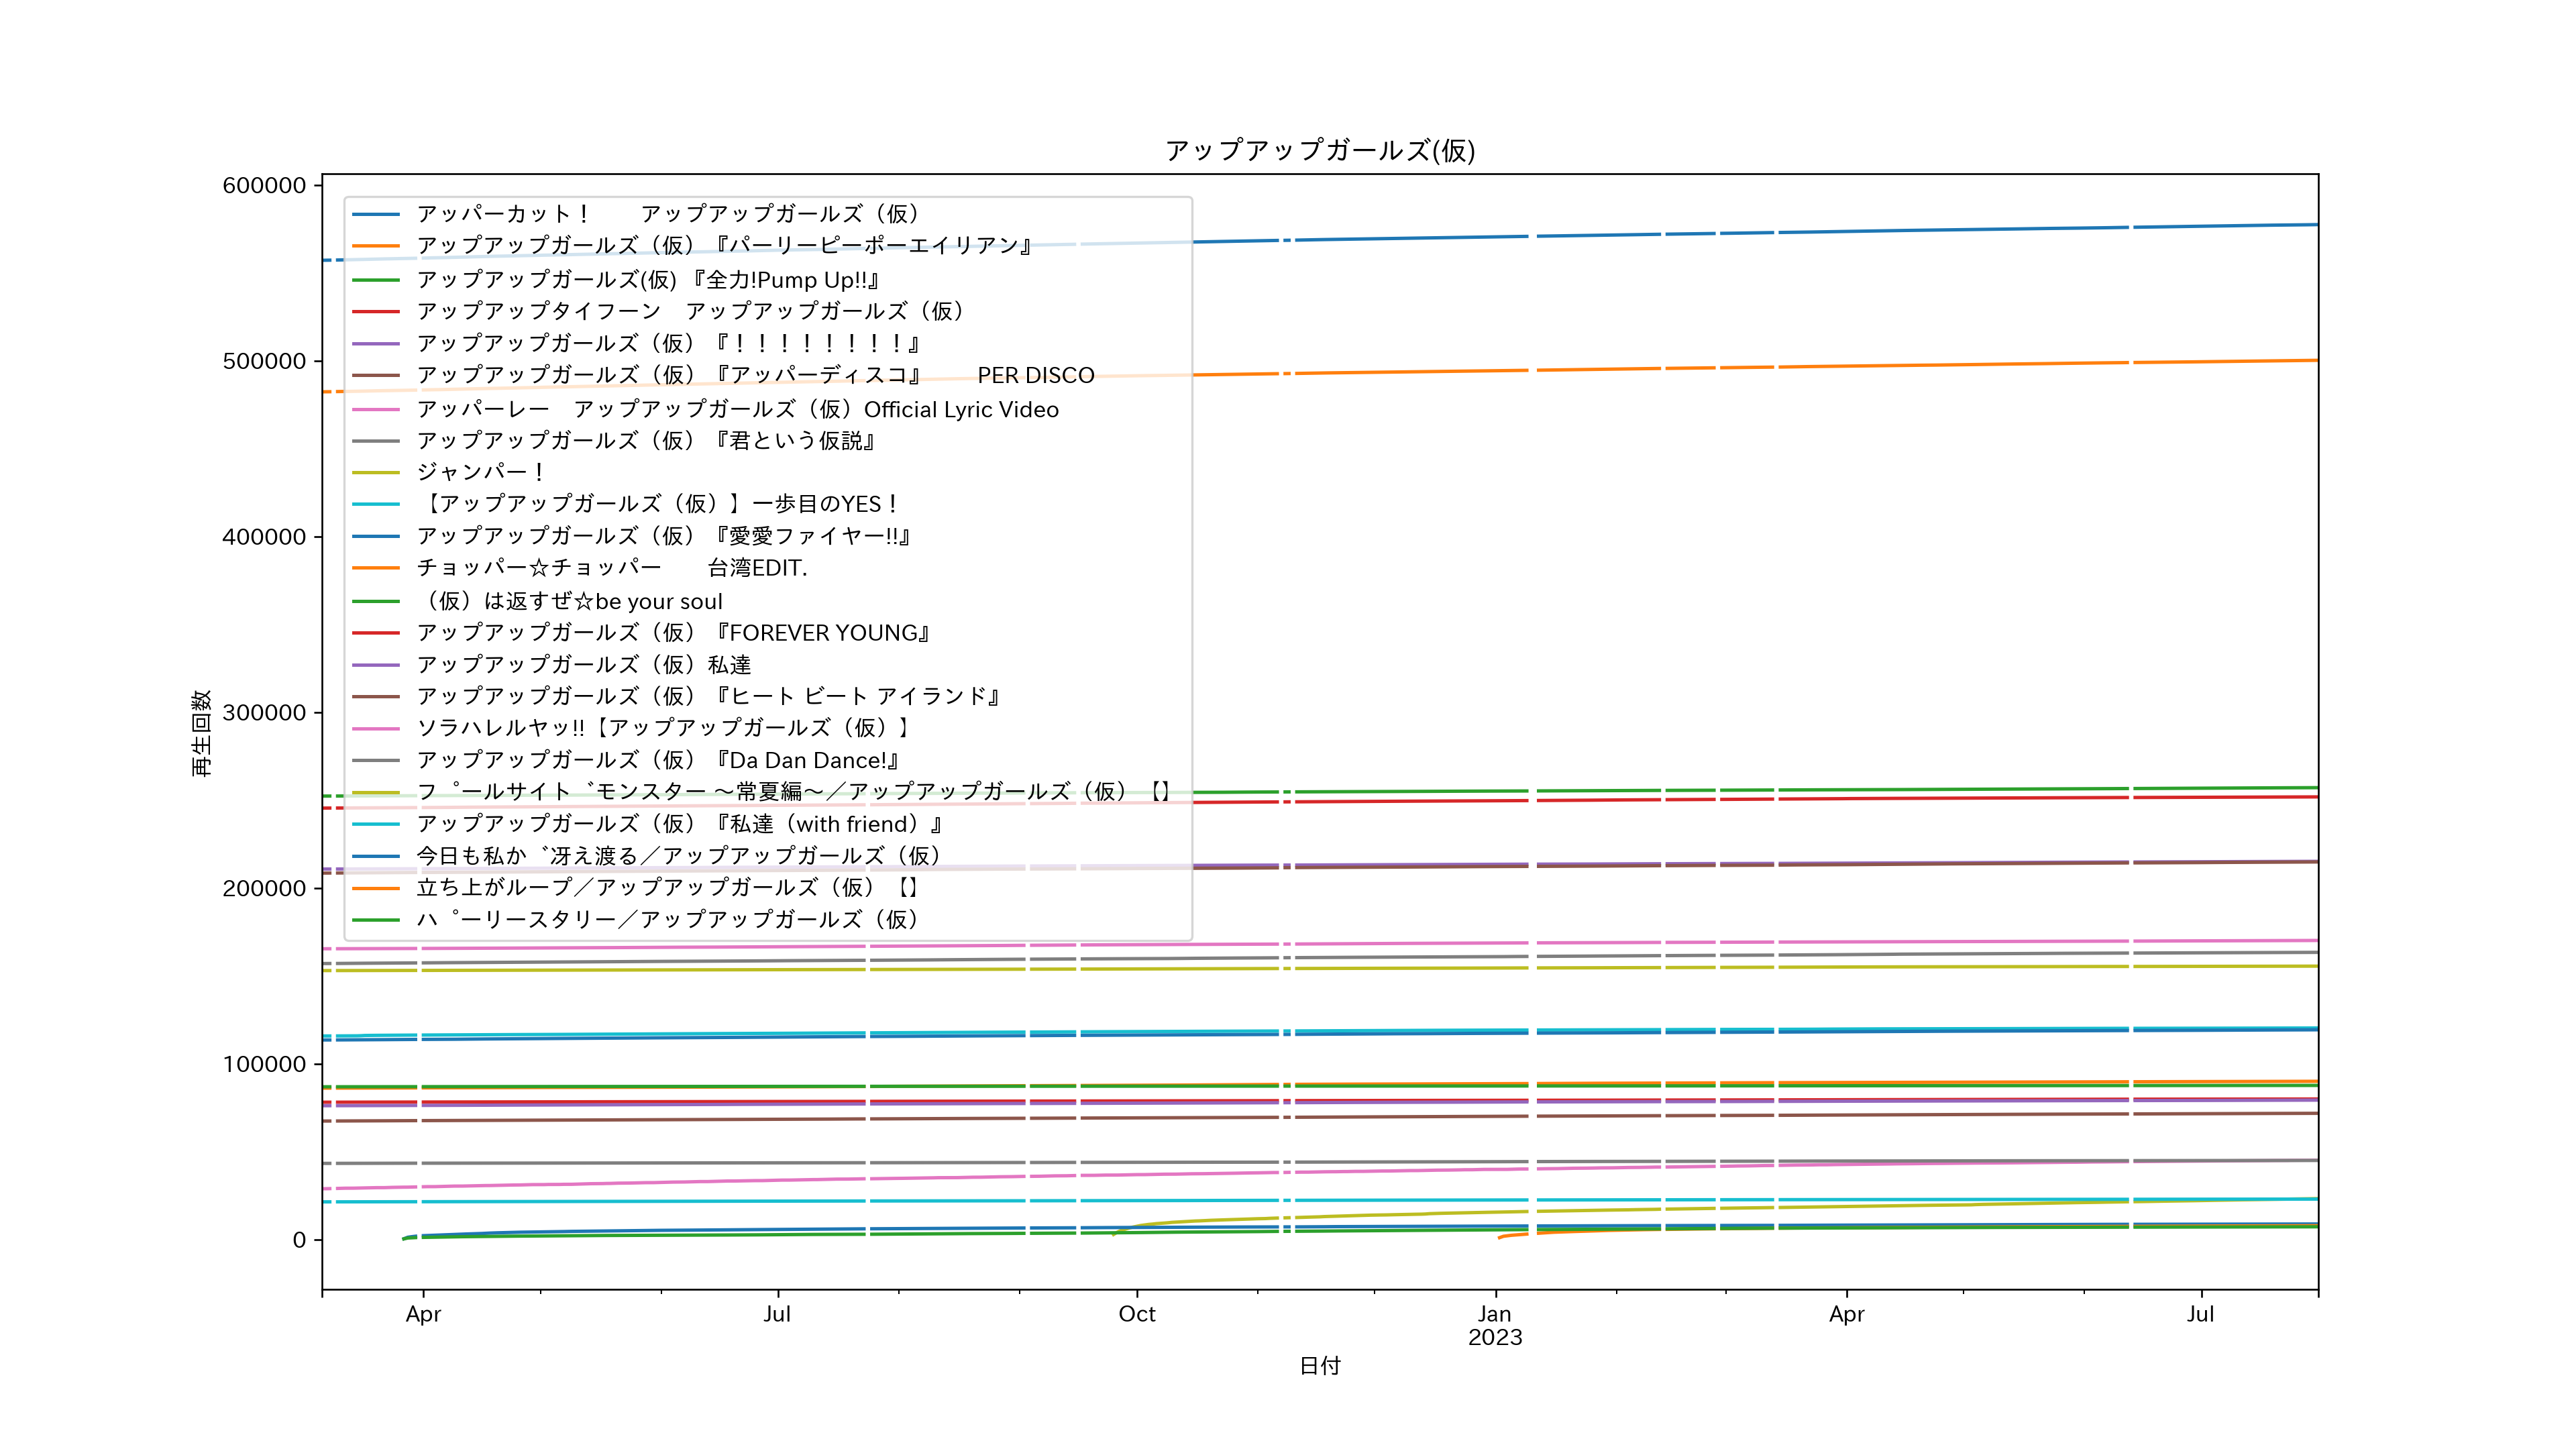 アップアップガールズ(仮)
600000
500000
400000
300000
200000
100000
0
再生回数
アッパーカット！　　アップアップガールズ（仮）
アップアップガールズ（仮）『パーリーピーポーエイリアン』
アップアップガールズ(仮) 『全力!Pump Up!!』
アップアップタイフーン　アップアップガールズ（仮）
アップアップガールズ（仮）『！！！！！！！！』
アップアップガールズ（仮）『アッパーディスコ』　　PER DISCO
アッパーレー　アップアップガールズ（仮）Official Lyric Video
アップアップガールズ（仮）『君という仮説』
ジャンパー！
【アップアップガールズ（仮）】一歩目のYES！
アップアップガールズ（仮）『愛愛ファイヤー!!』
チョッパー☆チョッパー　　台湾EDIT.
（仮）は返すぜ☆be your soul
アップアップガールズ（仮）『FOREVER YOUNG』
アップアップガールズ（仮）私達
アップアップガールズ（仮）『ヒート ビート アイランド』
ソラハレルヤッ!!【アップアップガールズ（仮）】
アップアップガールズ（仮）『Da Dan Dance!』
フ゜ールサイト゛モンスター ～常夏編～／アップアップガールズ（仮）【】
アップアップガールズ（仮）『私達（with friend）』
今日も私か゛冴え渡る／アップアップガールズ（仮）
立ち上がループ／アップアップガールズ（仮）【】
ハ゜ーリースタリー／アップアップガールズ（仮）
Apr
Jul
Oct
Jan
2023
Apr
Jul
日付